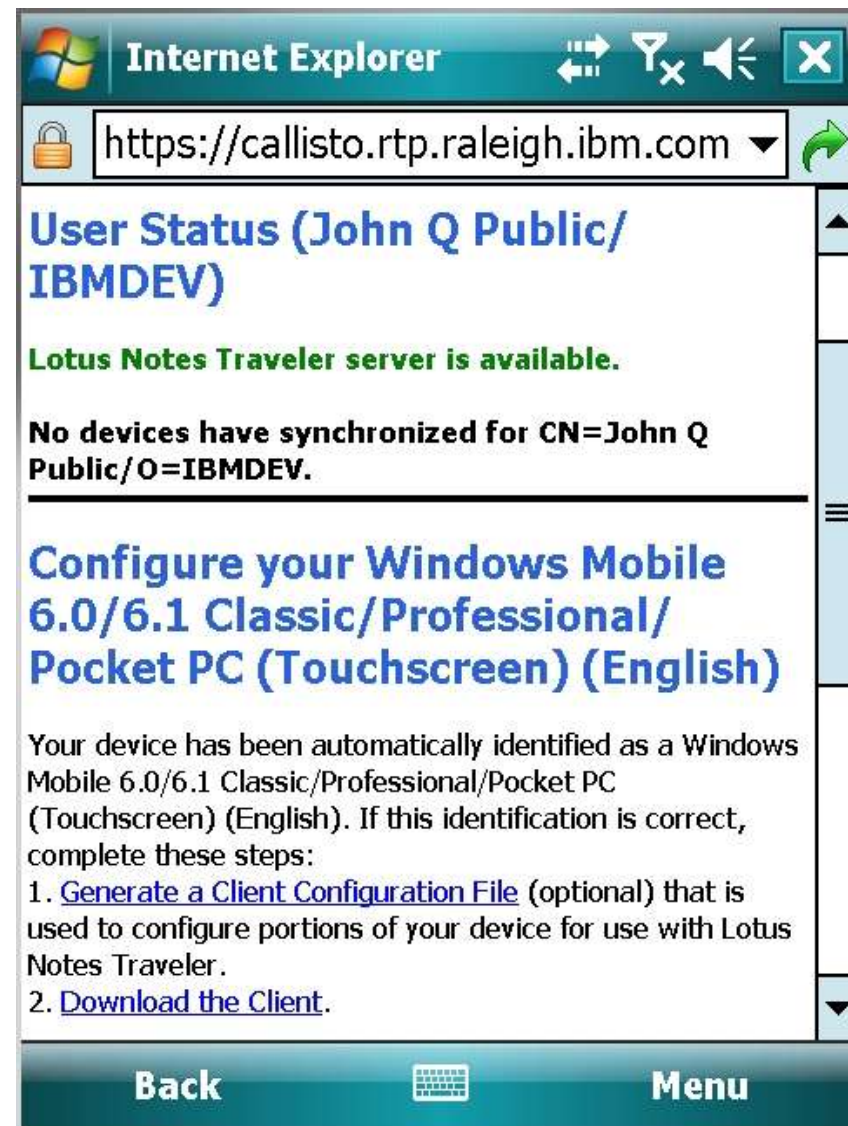 Internet Explorer
https://callisto.rtp.raleigh.ibm.com
User Status (John Q Public/
IBMDEV)
Lotus Notes Traveler server is available.
No devices have synchronized for CN=John Q
Public/O=IBMDEV.
Configure your Windows Mobile
6.0/6.1 Classic/Professional/
Pocket PC (Touchscreen) (English)
Your device has been automatically identified as a Windows
Mobile 6.0/6.1 Classic/Professional/Pocket PC
(Touchscreen) (English). If this identification is correct,
complete these steps:
1. Generate a Client Configuration File (optional) that is
used to configure portions of your device for use with Lotus
Notes Traveler.
2. Download the Client.
Back Menu